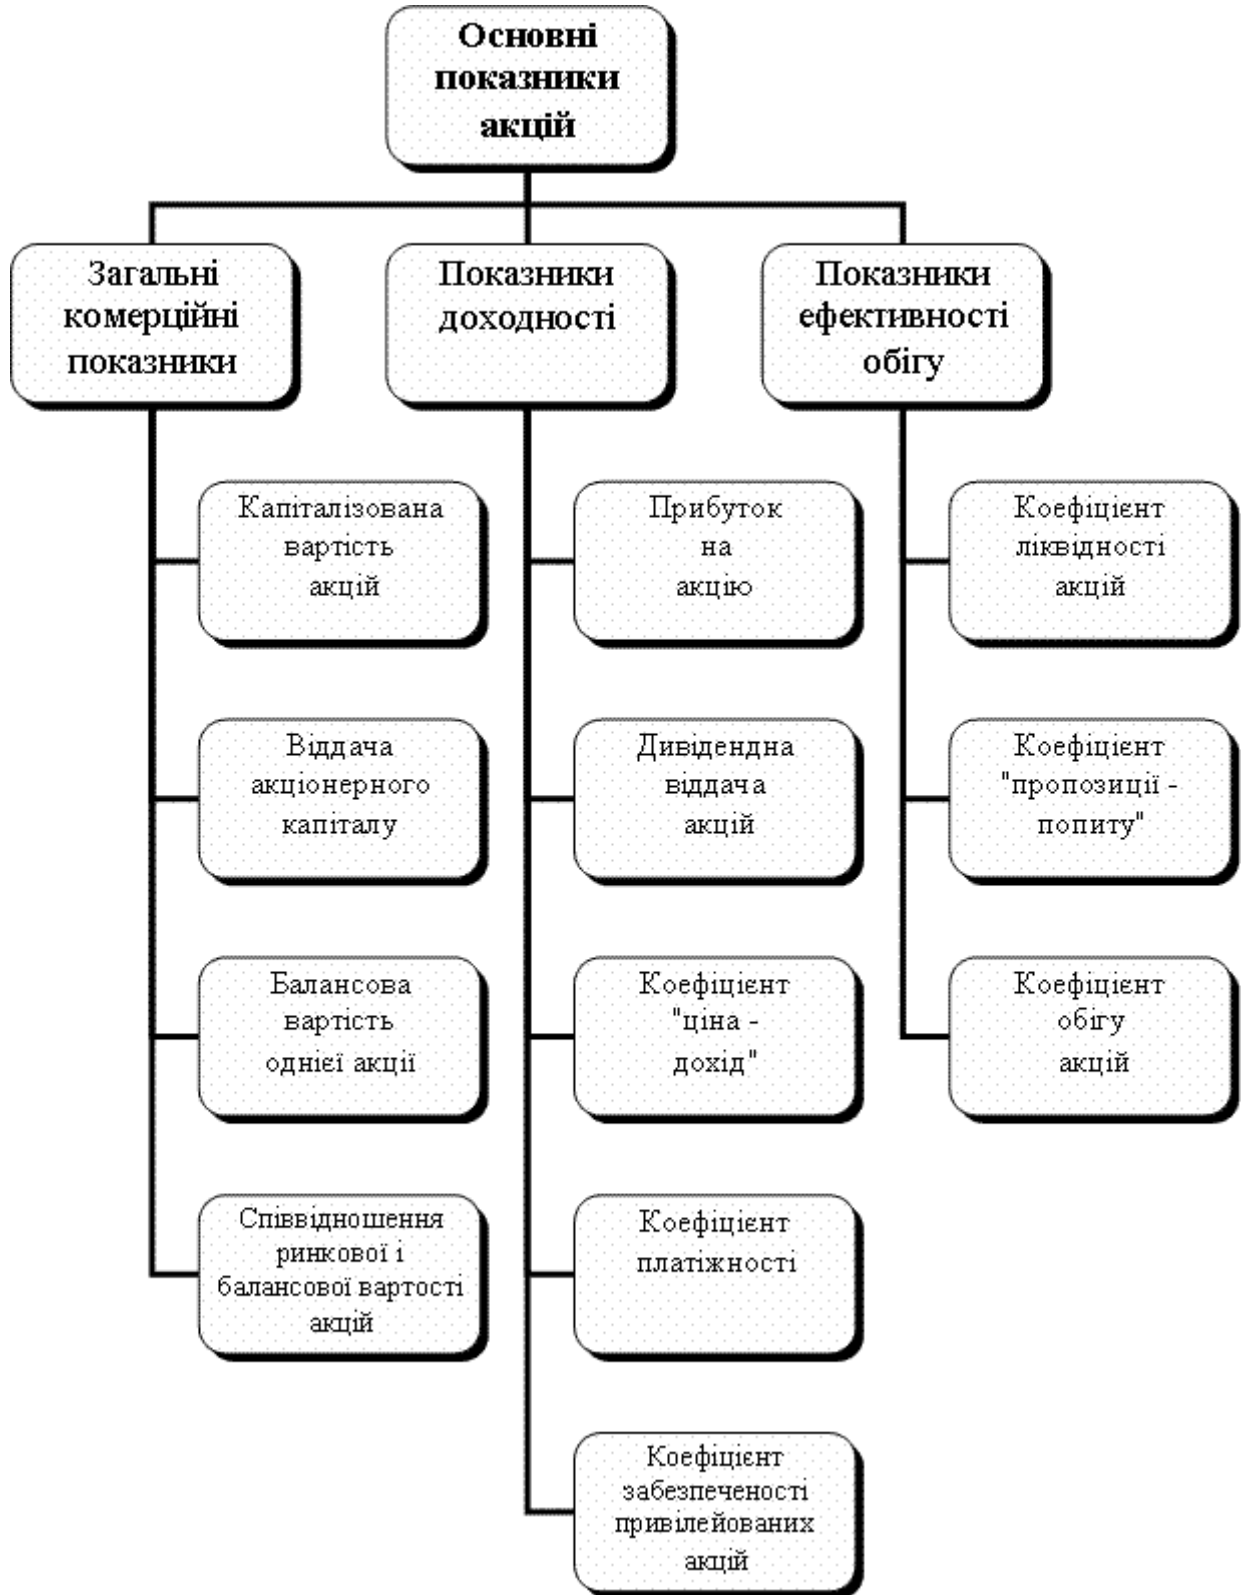 Основні
показники
акцій
Загальні
комерційні
показники
Показники
доходності
Показники
ефективності
обігу
Капіталізована
вартість
акцій
Віддача
акціонерного
капіталу
Балансова
вартість
однієї акції
Співвідношення
ринкової і
балансової вартості
акцій
Прибуток
на
акцію
Дивідендна
віддача
акцій
Коефіцієнт
"ціна -
дохід"
Коефіцієнт
платіжності
Коефіцієнт
забезпеченості
привілейованих
акцій
Коефіцієнт
ліквідності
акцій
Коефіцієнт
"пропозиції -
попиту"
Коефіцієнт
обігу
акцій